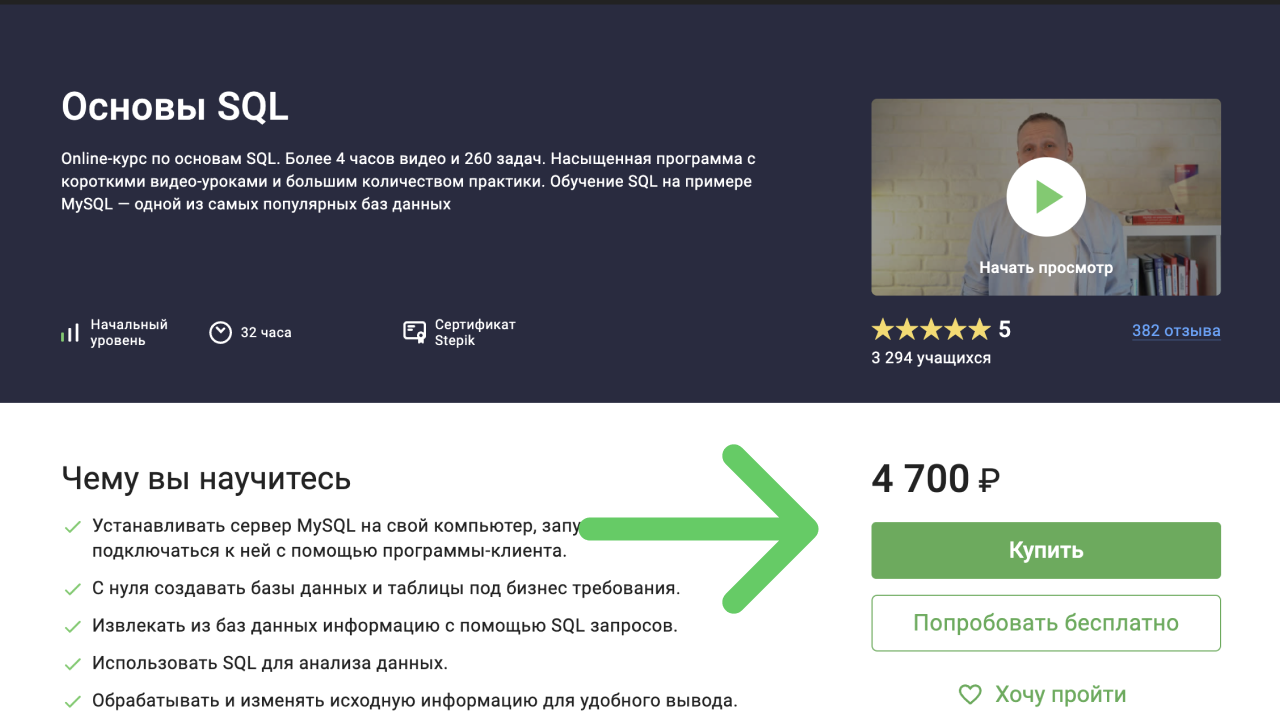 Основы SQL
Online-курс по основам SQL. Более 4 часов видео и 260 задач. Насыщенная программа с
короткими видео-уроками и большим количеством практики. Обучение SQL на примере
MySQL — одной из самых популярных баз данных
Начальный
уровень
32 часа
Сертификат
Stepik
Начать просмотр
5
382 отзыва
3 294 учащихся
Чему вы научитесь
Устанавливать сервер MySQL на свой компьютер,
подключаться к ней с помощью программы-клиента.
С нуля создавать базы данных и таблицы под бизнес требования.
Извлекать из баз данных информацию с помощью SQL запросов.
Использовать SQL для анализа данных.
Обрабатывать и изменять исходную информацию для удобного вывода.
4 700 ₽
Купить
Попробовать бесплатно
Хочу пройти